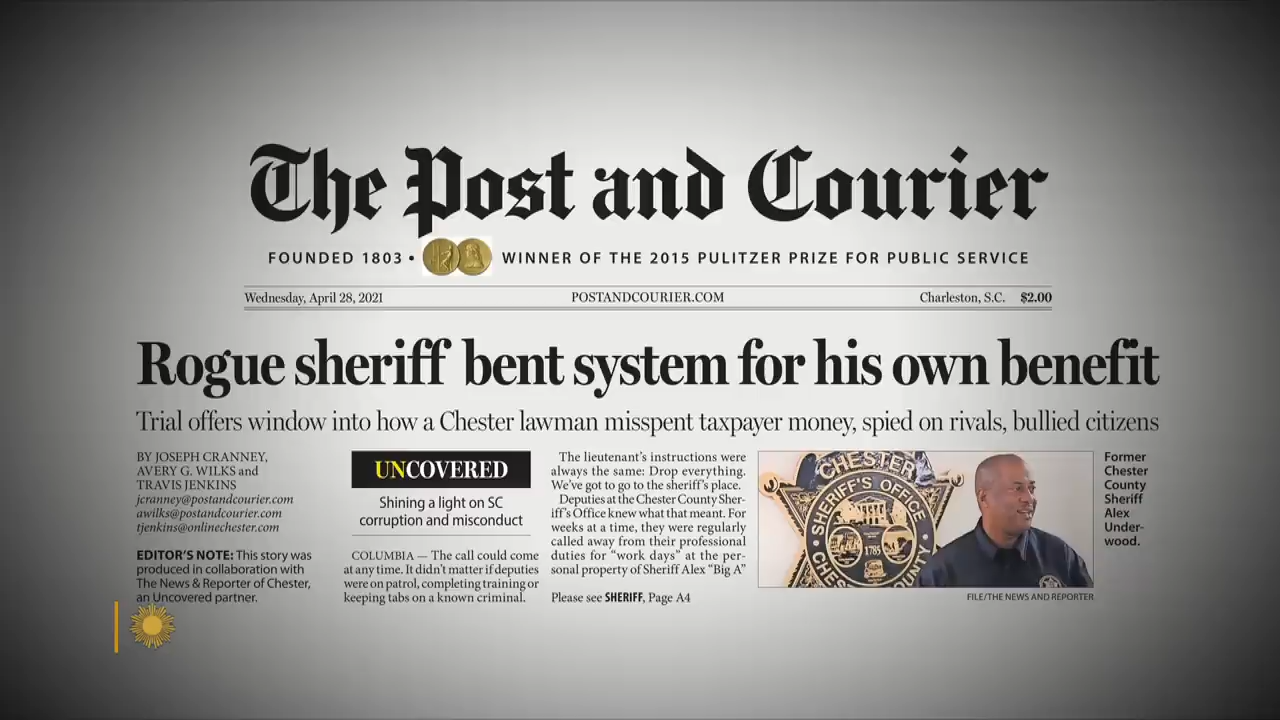 The Post and Courier
FOUNDED 1803 • WINNER OF THE 2015 PULITZER PRIZE FOR PUBLIC SERVICE
Wednesday, April 28, 2021 POSTANDCOURIER.COM Charleston, S.C. $2.00
Rogue sheriff bent system for his own benefit
Trial offers window into how a Chester lawman misspent taxpayer money, spied on rivals, bullied citizens
BY JOSEPH CRANNEY,
AVERY G. WILKS and
TRAVIS JENKINS
jcranney@postandcourier.com
awilks@postandcourier.com
tjenkins@onlinechester.com
EDITOR'S NOTE: This story was
produced in collaboration with
The News & Reporter of Chester,
an Uncovered partner.
UNCOVERED
Shining a light on SC
corruption and misconduct
COLUMBIA — The call could come
at any time. It didn't matter if deputies
were on patrol, completing training or
keeping tabs on a known criminal.
The lieutenant's instructions were
always the same: Drop everything.
We've got to go to the sheriff's place.
Deputies at the Chester County Sher-
iff's Office knew what that meant. For
weeks at a time, they were regularly
called away from their professional
duties for "work days" at the per-
sonal property of Sheriff Alex "Big A"
Please see SHERIFF, Page A4
CHESTER
SHERIFF'S OFFICE
1785
CHES
COUNTY
FILE/THE NEWS AND REPORTER
Former
Chester
County
Sheriff
Alex
Under-
wood.